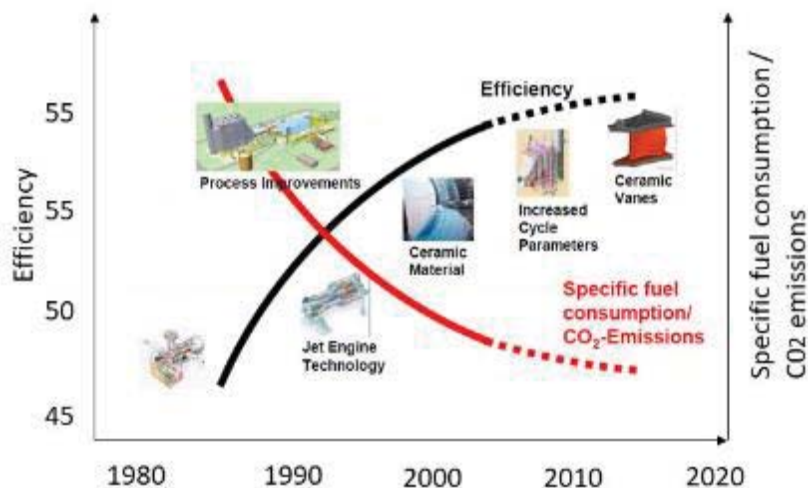 Efficiency
55
55
50
45
1980
1990
2000
2010
2020
Specific fuel consumption /
CO2 emissions
Efficiency
Process Improvements
Jet Engine
Technology
Ceramic
Material
Increased
Cycle
Parameters
Ceramic
Vanes
Specific fuel
consumption/
CO₂-Emissions